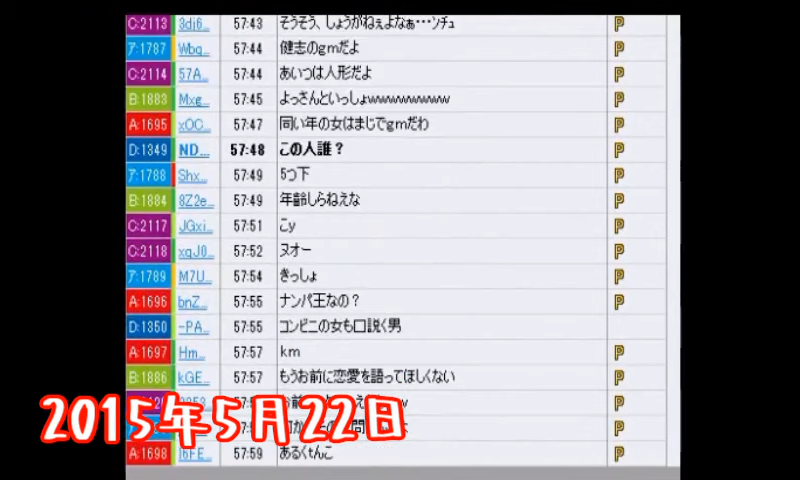 C:2113 3di6... 57:43 そうそう、しょうがねぇよなぁ・・・ンチュ P
ア:1787 Wbq... 57:44 健志のgmだよ P
C:2114 57A... 57:44 あいつは人形だよ P
B:1883 Mxg... 57:45 よっさんといっしょwwwwwwwwww P
A:1695 xOC... 57:47 同い年の女はまじでgmだわ P
D:1349 ND... 57:48 この人誰？ P
ア:1788 Shx... 57:49 5つ下 P
B:1884 8Z2e... 57:49 年齢しらねえな P
C:2117 JGxi... 57:51 こy P
C:2118 xqJ0... 57:52 ヌオー P
ア:1789 M7U... 57:54 きっしょ P
A:1696 bnZ... 57:55 ナンパ王なの？ P
D:1350 -PA... 57:55 コンビニの女も口説く男
A:1697 Hm... 57:57 km P
B:1886 kGE... 57:57 もうお前に恋愛を語ってほしくない P
P
P
A:1698 I6FE... 57:59 あるくtんこ P
2015年5月22日